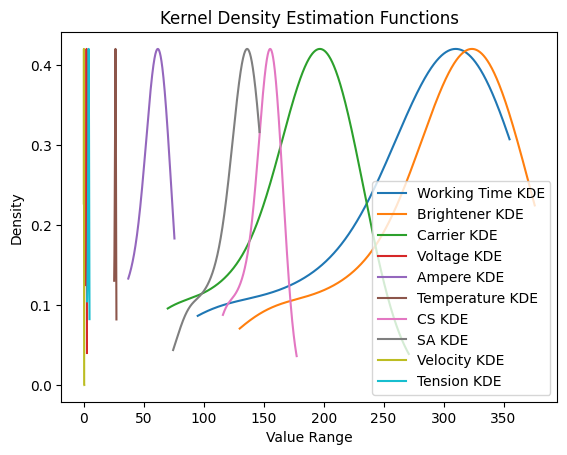 Kernel Density Estimation Functions
Density
0.4
0.3
0.2
0.1
0.0
Working Time KDE
Brightener KDE
Carrier KDE
Voltage KDE
Ampere KDE
Temperature KDE
CS KDE
SA KDE
Velocity KDE
Tension KDE
0 50 100 150 200 250 300 350
Value Range